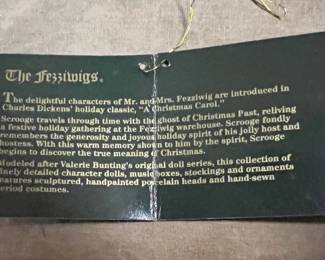 The Fezziwigs.
The delightful characters of Mr. and Mrs. Fezziwig are introduced in
Charles Dickens' holiday classic, "A Christmas Carol."
Scrooge travels through time with the ghost of Christmas Past, reliving
a festive holiday gathering at the Fezziwig warehouse. Scrooge fondly
remembers the generosity and joyous holiday spirit of his jolly host and
hostess. With this warm memory shown to him by the spirit, Scrooge
begins to discover the true meaning of Christmas.
Modeled after Valerie Bunting's original doll series, this collection of
finely detailed character dolls, music boxes, stockings and ornaments
features sculptured, handpainted porcelain heads and hand-sewn
period costumes.